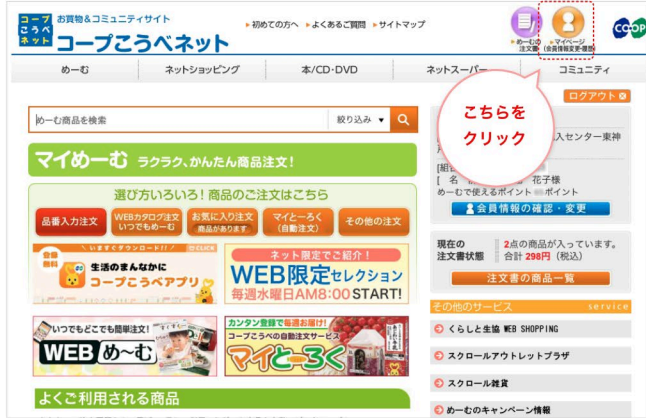 コープ
こうべ
ネット
お買物＆コミュニティサイト
コープこうべネット
初めての方へ よくあるご質問 サイトマップ
めーむの
注文書
マイページ
(会員情報変更・履歴)
COOP
めーむ ネットショッピング 本/CD・DVD ネットスーパー コミュニティ
ログアウト
こちらを
クリック
めーむ商品を検索 絞り込み
入センター東神
[組
[ 名 花子様
めーむで使えるポイント ポイント
会員情報の確認・変更
マイめーむ ラクラク、かんたん商品注文！
選び方いろいろ！商品のご注文はこちら
品番入力注文
WEBカタログ注文
いつでもめーむ
お気に入り注文
商品があります
マイとーろく
(自動注文)
その他の注文
現在の
注文書状態
2点の商品が入っています。
合計 298円（税込）
注文書の商品一覧
登録
無料
いますぐダウンロード！！ CLICK
生活のまんなかに
コープこうべアプリ
ネット限定でご紹介！
WEB限定セレクション
毎週水曜日AM8:00START!
いつでもどこでも簡単注文！
WEBめ〜む
カンタン登録で毎週お届け！
コープこうべの自動注文サービス
マイとーろく
その他のサービス service
くらしと生協 WEB SHOPPING
スクロールアウトレットプラザ
スクロール雑貨
めーむのキャンペーン情報
よくご利用される商品